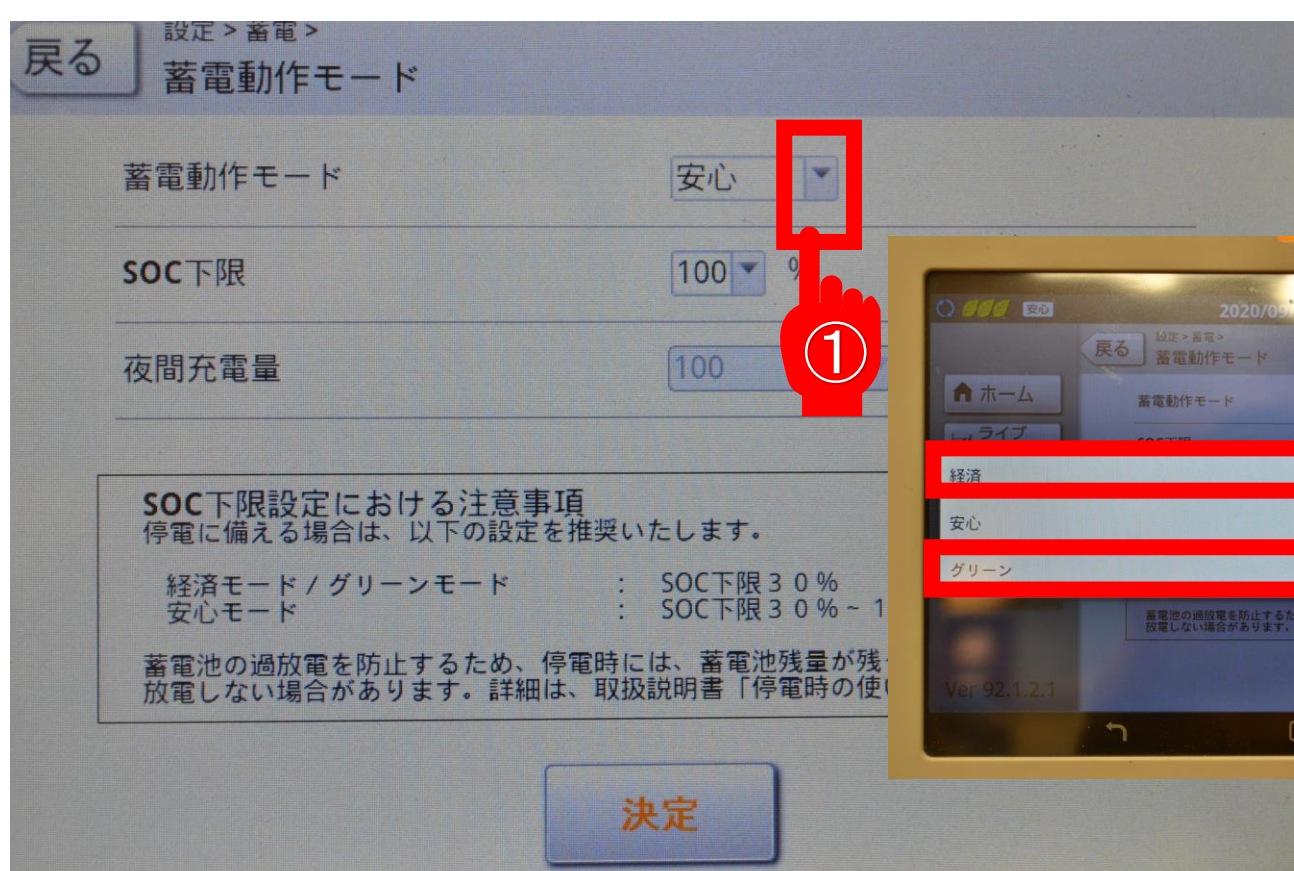 戻る
設定 > 蓄電 >
蓄電動作モード
蓄電動作モード
安心
SOC下限
100
%
夜間充電量
100
①
SOC下限設定における注意事項
停電に備える場合は、以下の設定を推奨いたします。
経済モード / グリーンモード : SOC下限３０%
安心モード : SOC下限３０% ~ 1
蓄電池の過放電を防止するため、停電時には、蓄電池残量が残
放電しない場合があります。詳細は、取扱説明書「停電時の使い
決定
安心
2020/09
戻る
設定 > 蓄電 >
蓄電動作モード
ホーム
蓄電動作モード
ライブ
SOC下限
経済
安心
グリーン
蓄電池の過放電を防止するた
放電しない場合があります。
Ver 92.1.2.1